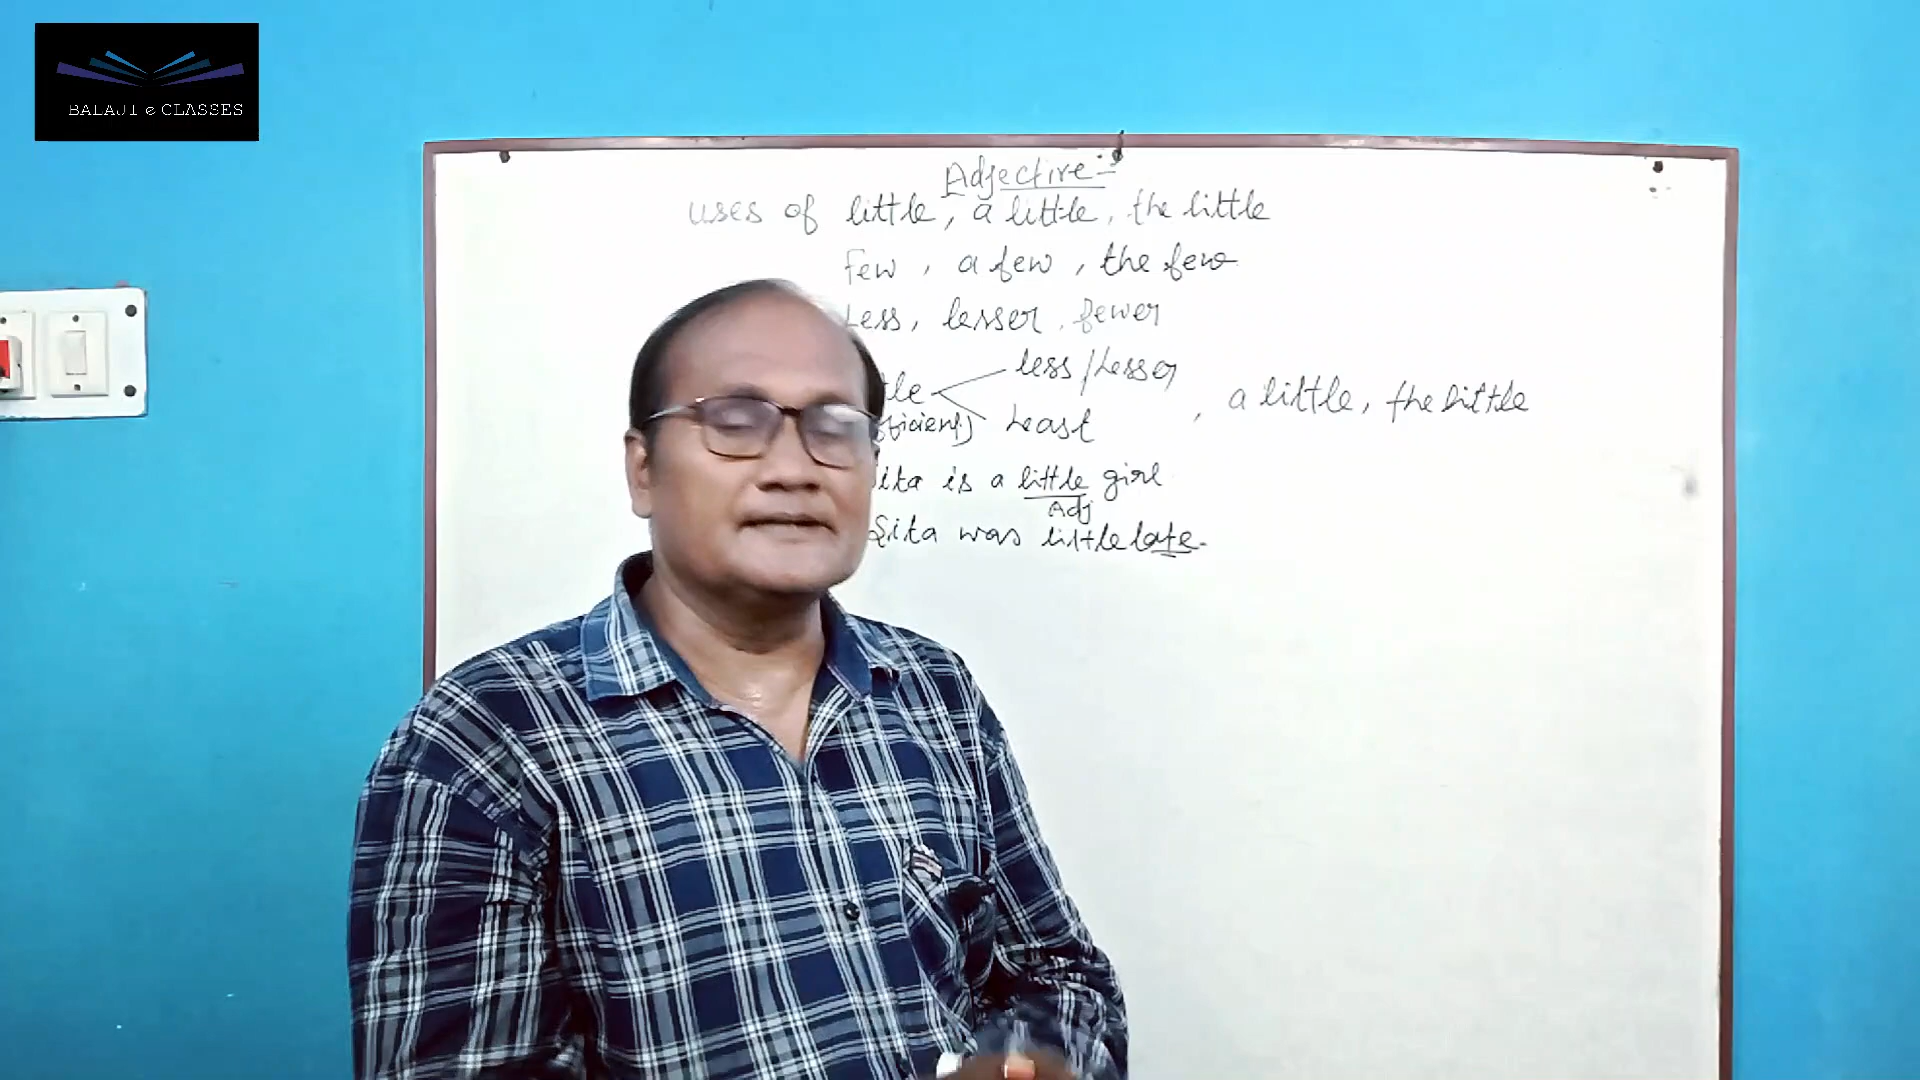 BALAJI e CLASSES
Adjective:-
uses of little, a little, the little
Few, a few, the few
Less, lesser, fewer
less/Lesser
, a little, the little
Least
is a little girl
Adj
Sita was little late.